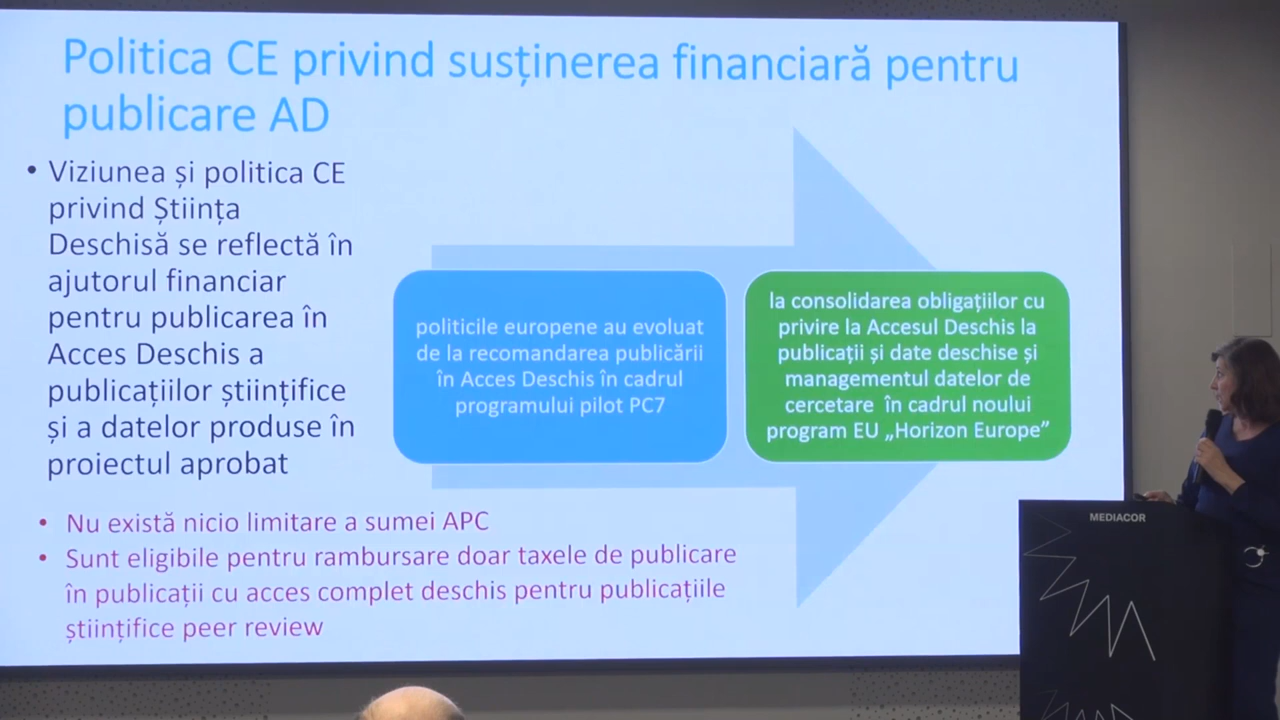 Politica CE privind susținerea financiară pentru
publicare AD
• Viziunea și politica CE
privind Știința
Deschisă se reflectă în
ajutorul financiar
pentru publicarea în
Acces Deschis a
publicațiilor științifice
și a datelor produse în
proiectul aprobat
politicile europene au evoluat
de la recomandarea publicării
în Acces Deschis în cadrul
programului pilot PC7
la consolidarea obligațiilor cu
privire la Accesul Deschis la
publicații și date deschise și
managementul datelor de
cercetare în cadrul noului
program EU „Horizon Europe”
• Nu există nicio limitare a sumei APC
• Sunt eligibile pentru rambursare doar taxele de publicare
în publicații cu acces complet deschis pentru publicațiile
științifice peer review
MEDIACOR